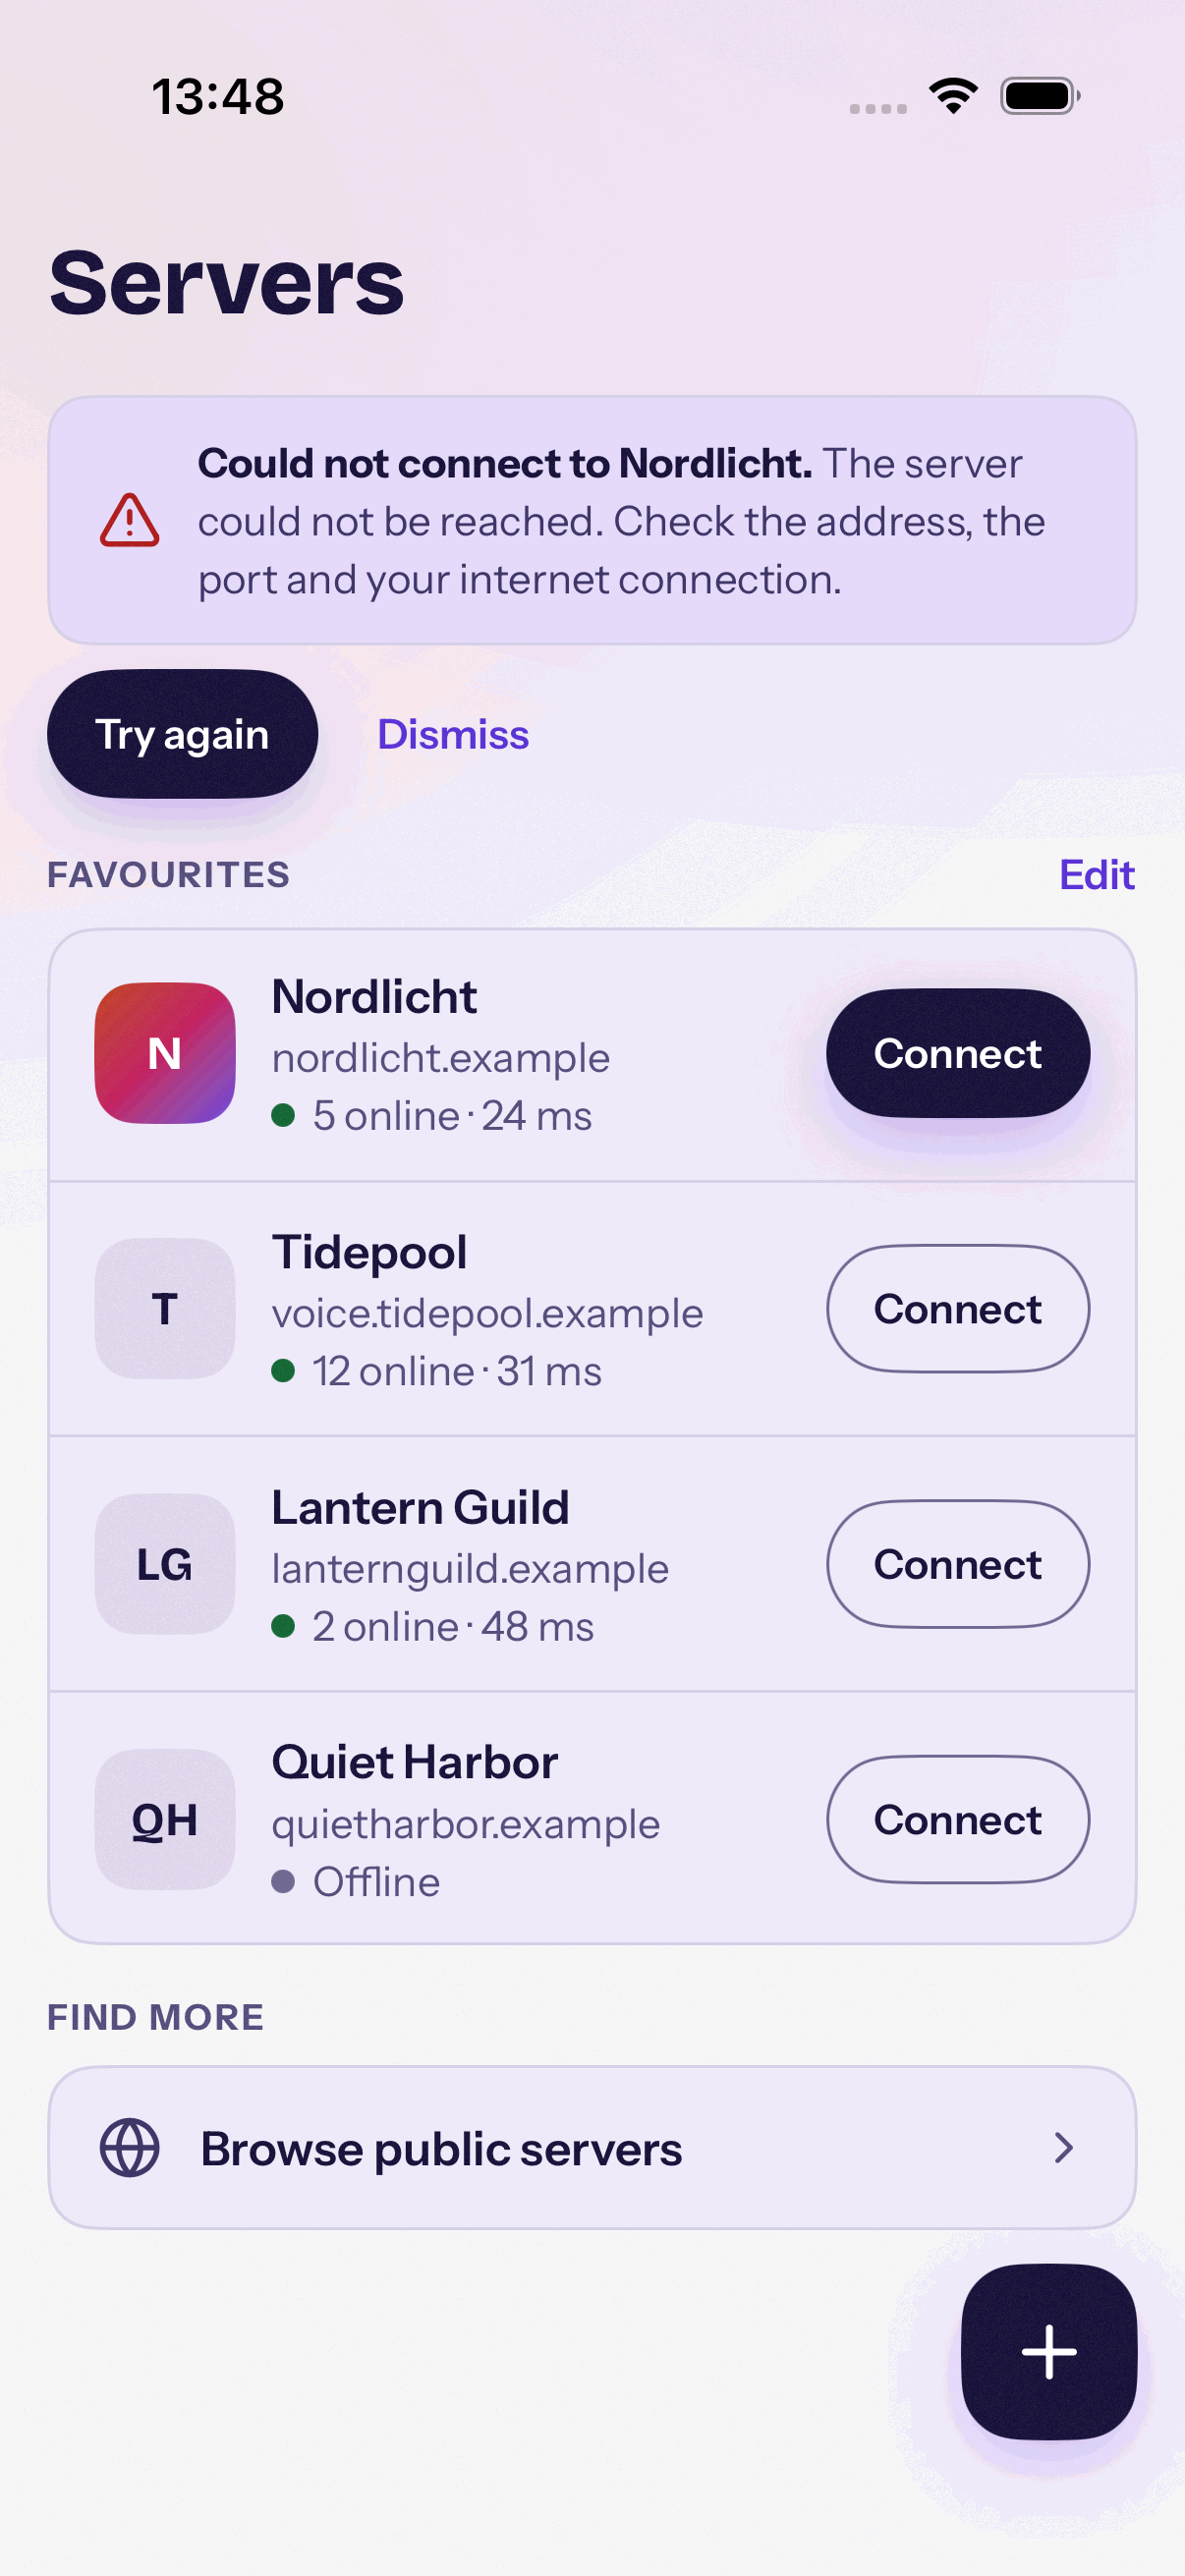 13:48
Servers
Could not connect to Nordlicht. The server
could not be reached. Check the address, the
port and your internet connection.
Try again
Dismiss
FAVOURITES
Edit
N
Nordlicht
nordlicht.example
5 online · 24 ms
Connect
T
Tidepool
voice.tidepool.example
12 online · 31 ms
Connect
LG
Lantern Guild
lanternguild.example
2 online · 48 ms
Connect
QH
Quiet Harbor
quietharbor.example
Offline
Connect
FIND MORE
Browse public servers